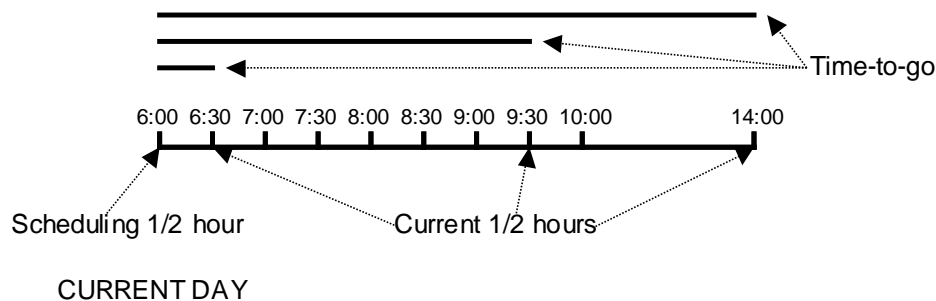 Time-to-go
6:00 6:30 7:00 7:30 8:00 8:30 9:00 9:30 10:00 14:00
Scheduling 1/2 hour Current 1/2 hours
CURRENT DAY